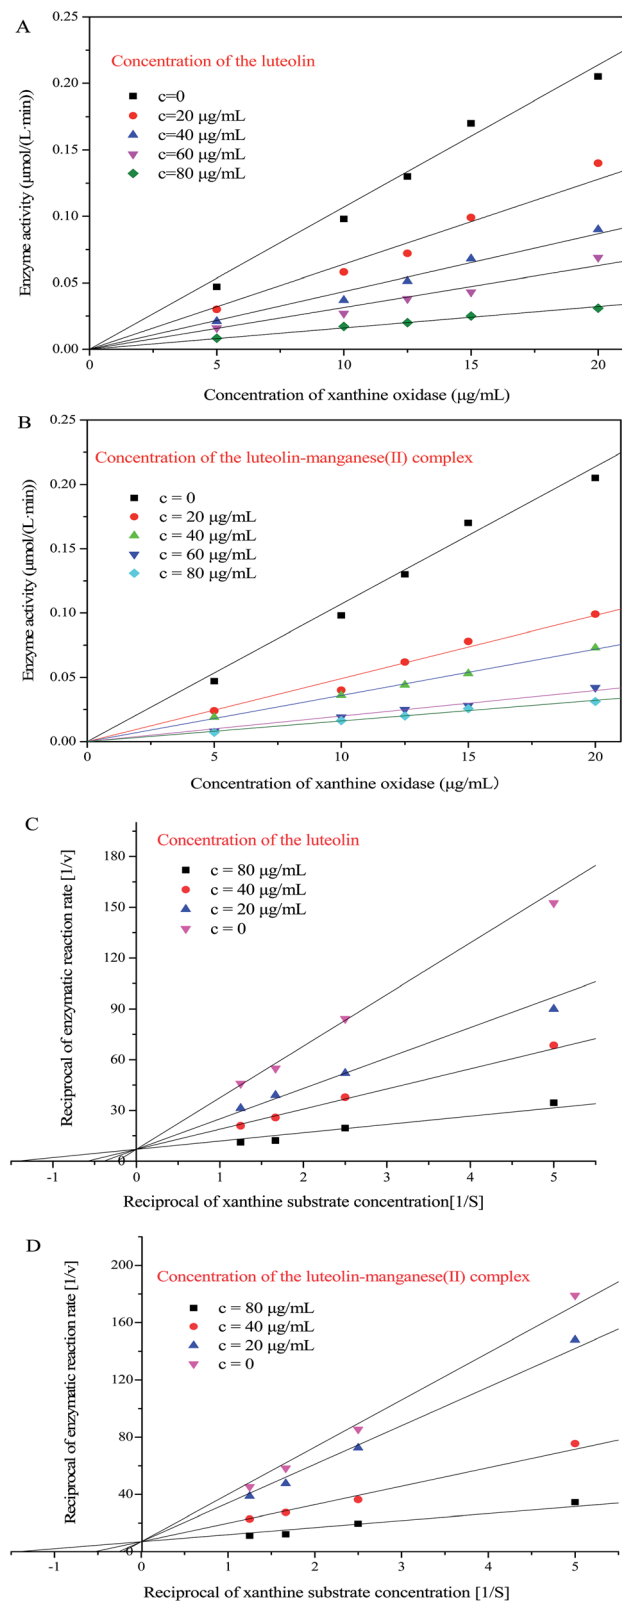 A
Concentration of the luteolin
c=0
c=20 μg/mL
c=40 μg/mL
c=60 μg/mL
c=80 μg/mL
Enzyme activity (μmol/(L·min))
0.25
0.20
0.15
0.10
0.05
0.00
0 5 10 15 20
Concentration of xanthine oxidase (μg/mL)
B
Concentration of the luteolin-manganese(II) complex
c = 0
c = 20 μg/mL
c = 40 μg/mL
c = 60 μg/mL
c = 80 μg/mL
Enzyme activity (μmol/(L·min))
0.25
0.20
0.15
0.10
0.05
0.00
0 5 10 15 20
Concentration of xanthine oxidase (μg/mL)
C
Concentration of the luteolin
c = 80 μg/mL
c = 40 μg/mL
c = 20 μg/mL
c = 0
Reciprocal of enzymatic reaction rate [1/v]
180
150
120
90
60
30
0
-1 0 1 2 3 4 5
Reciprocal of xanthine substrate concentration[1/S]
D
Concentration of the luteolin-manganese(II) complex
c = 80 μg/mL
c = 40 μg/mL
c = 20 μg/mL
c = 0
Reciprocal of enzymatic reaction rate [1/v]
200
160
120
80
40
0
-1 0 1 2 3 4 5
Reciprocal of xanthine substrate concentration [1/S]